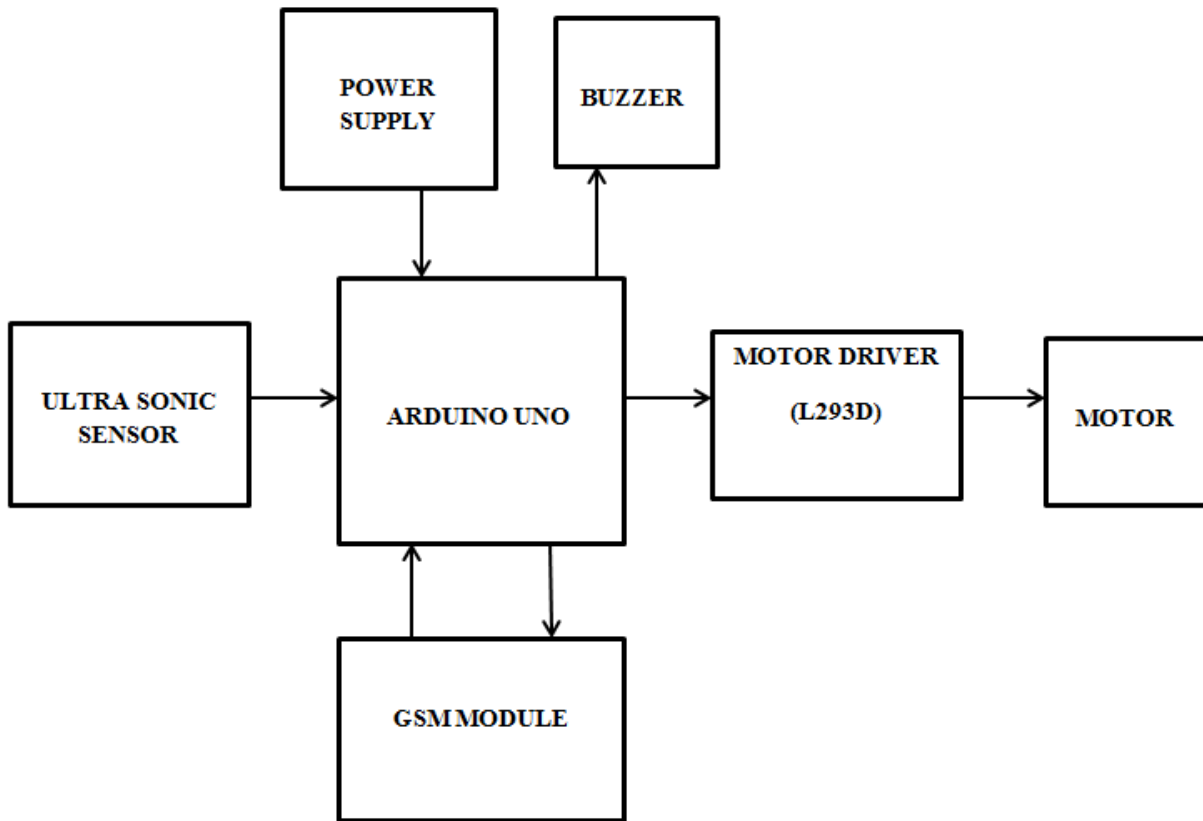 POWER
SUPPLY
BUZZER
ULTRA SONIC
SENSOR
ARDUINO UNO
MOTOR DRIVER
(L293D)
MOTOR
GSM MODULE